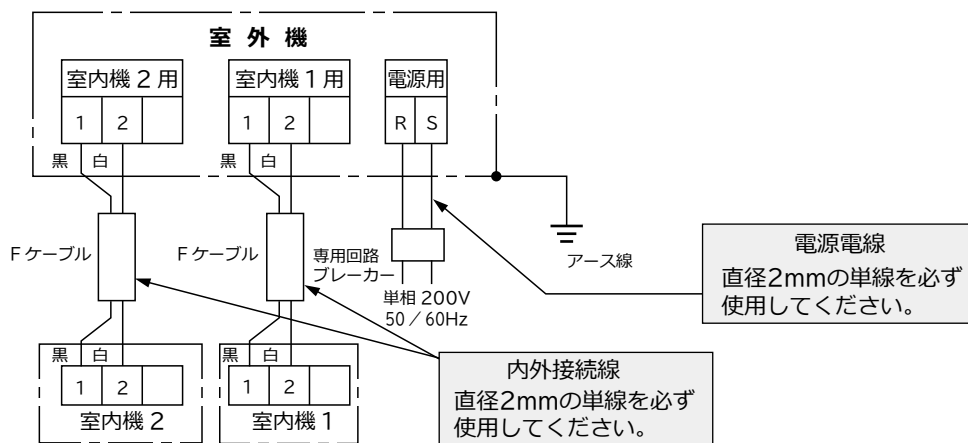 室 外 機
室内機 2 用
室内機 1 用
電源用
1 2
1 2
R S
黒 白
黒 白
Fケーブル
Fケーブル
専用回路
ブレーカー
アース線
単相 200V
50/60Hz
電源電線
直径2mmの単線を必ず
使用してください。
黒 白
黒 白
1 2
1 2
室内機 2
室内機 1
内外接続線
直径2mmの単線を必ず
使用してください。